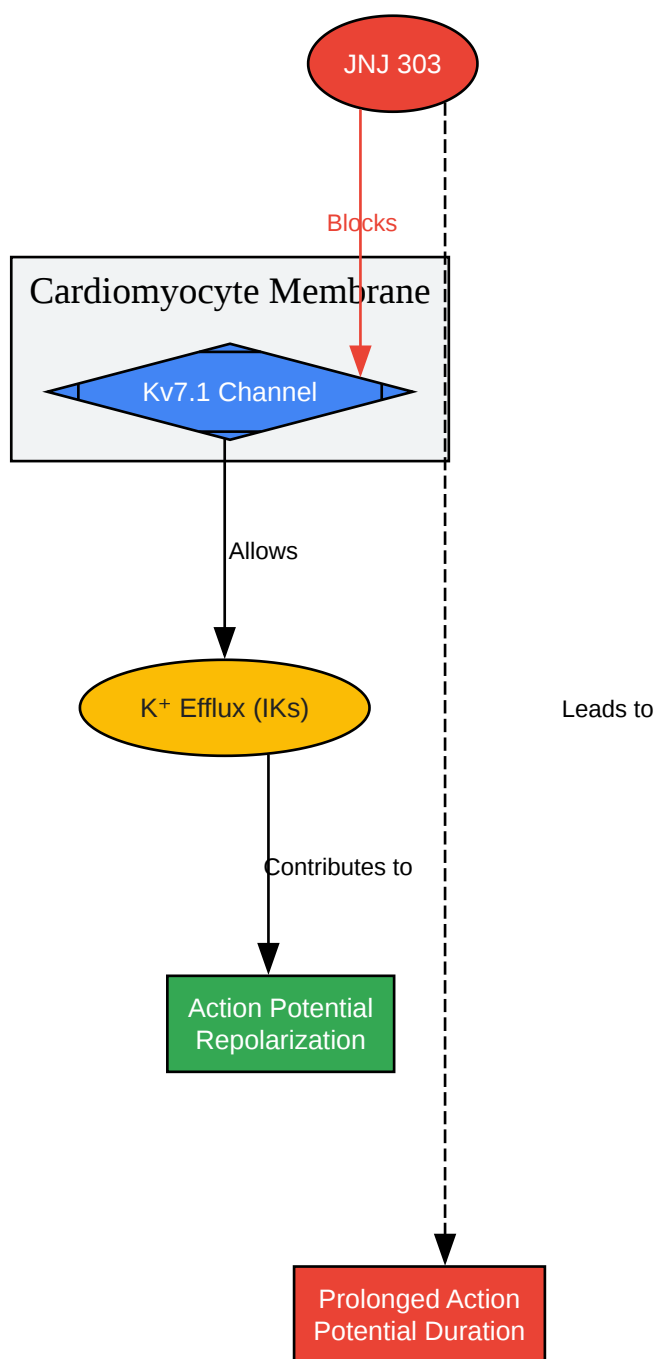 JNJ 303
Blocks
Cardiomyocyte Membrane
Kv7.1 Channel
Allows
K⁺ Efflux (IKs)
Leads to
Contributes to
Action Potential
Repolarization
Prolonged Action
Potential Duration